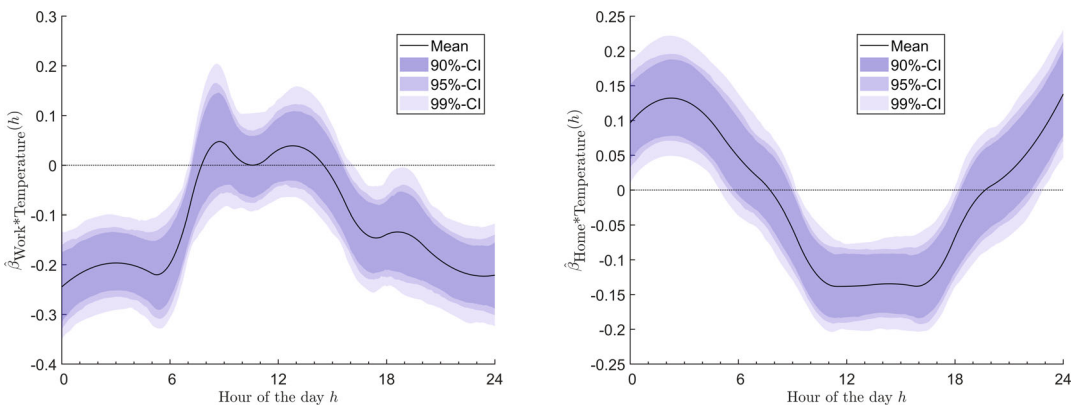 0.3
0.2
0.1
0
-0.1
-0.2
-0.3
-0.4
0
6
12
18
24
β̂Work*Temperature(h)
Hour of the day h
Mean
90%-CI
95%-CI
99%-CI
0.25
0.2
0.15
0.1
0.05
0
-0.05
-0.1
-0.15
-0.2
-0.25
0
6
12
18
24
β̂Home*Temperature(h)
Hour of the day h
Mean
90%-CI
95%-CI
99%-CI